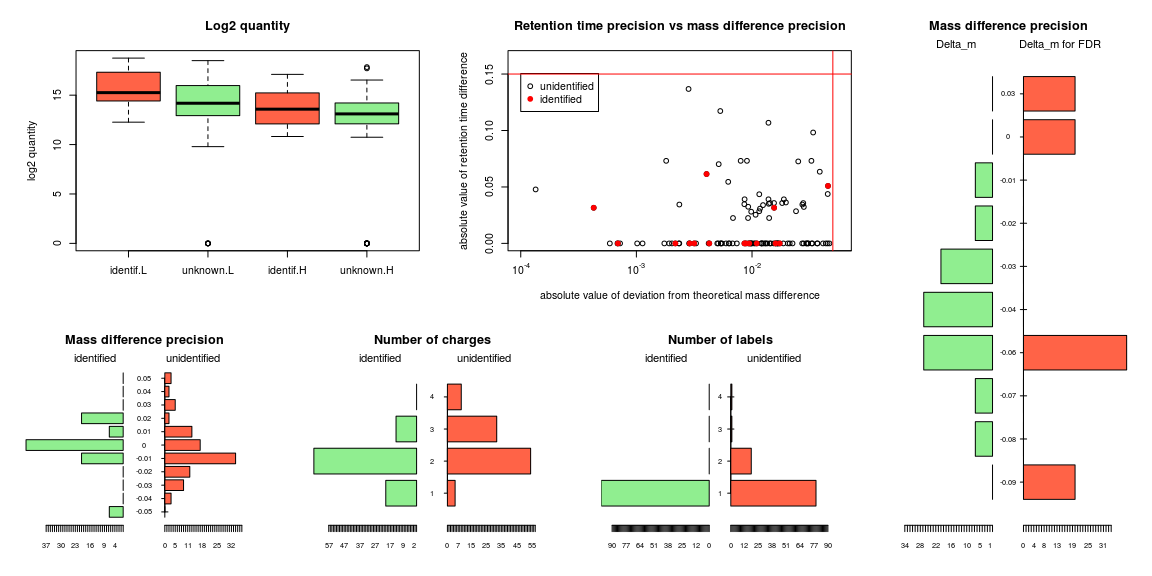 Log2 quantity
log2 quantity
15
10
5
0
identif.L
unknown.L
identif.H
unknown.H
Retention time precision vs mass difference precision
absolute value of retention time difference
0.15
0.10
0.05
0.00
unidentified
identified
10-4
10-3
10-2
absolute value of deviation from theoretical mass difference
Mass difference precision
Delta_m
Delta_m for FDR
0.03
0
-0.01
-0.02
-0.03
-0.04
-0.06
-0.07
-0.08
-0.09
34 28 22 16 10 5 1
0 4 8 13 19 25 31
Mass difference precision
identified
unidentified
0.05
0.04
0.03
0.02
0.01
0
-0.01
-0.02
-0.03
-0.04
-0.05
37 30 23 16 9 4
0 5 11 18 25 32
Number of charges
identified
unidentified
4
3
2
1
57 47 37 27 17 9 2
0 7 15 25 35 45 55
Number of labels
identified
unidentified
4
3
2
1
90 77 64 51 38 25 12 0
0 12 25 38 51 64 77 90